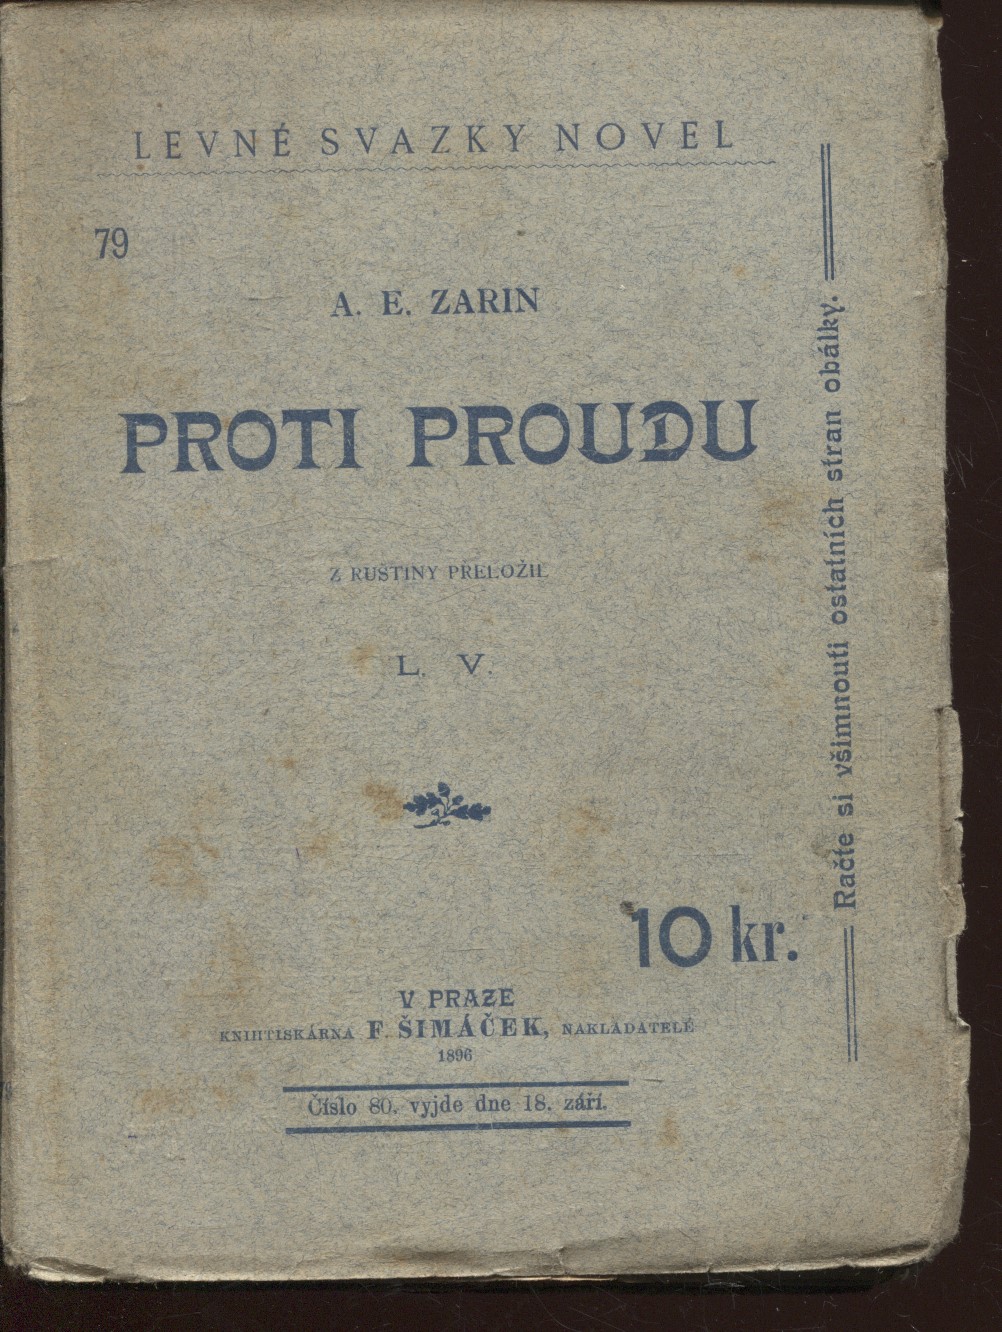 LEVNÉ SVAZKY NOVEL
79
A. E. ZARIN
PROTI PROUDU
Z RUŠTINY PŘELOŽIL
L. V.
10 kr.
V PRAZE
KNIHTISKÁRNA F. ŠIMÁČEK, NAKLADATELÉ
1896
Číslo 80. vyjde dne 18. září.
Račte si všimnouti ostatních stran obálky.